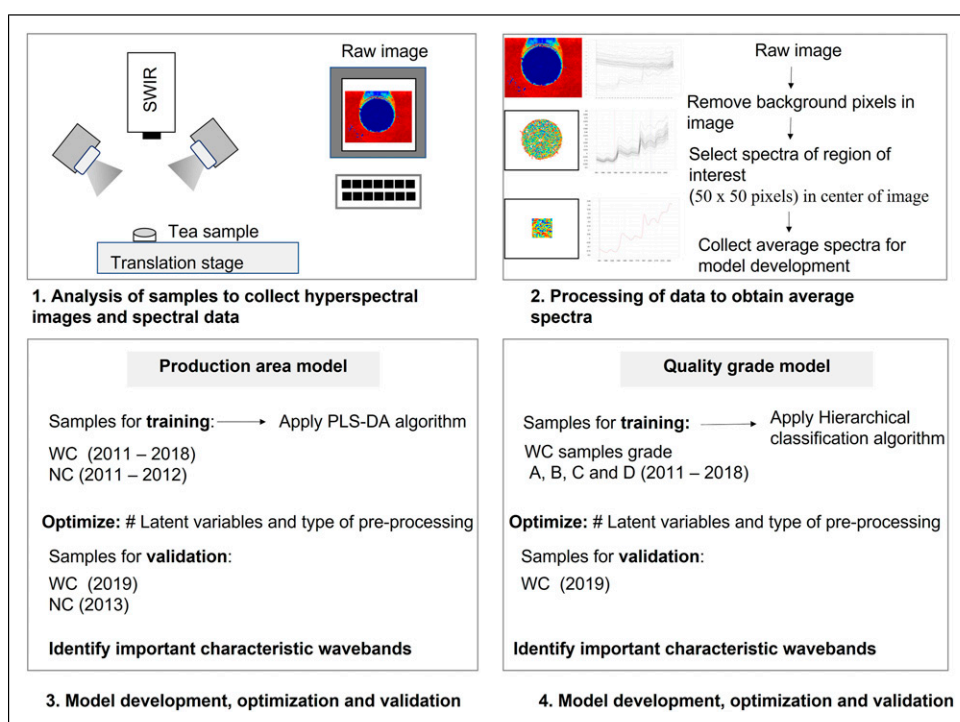 Raw image
SWIR
Tea sample
Translation stage
1. Analysis of samples to collect hyperspectral
images and spectral data
Raw image
Remove background pixels in
image
Select spectra of region of
interest
(50 x 50 pixels) in center of image
Collect average spectra for
model development
2. Processing of data to obtain average
spectra
Production area model
Samples for training:
Apply PLS-DA algorithm
WC (2011 – 2018)
NC (2011 – 2012)
Optimize: # Latent variables and type of pre-processing
Samples for validation:
WC (2019)
NC (2013)
Identify important characteristic wavebands
3. Model development, optimization and validation
Quality grade model
Samples for training:
Apply Hierarchical
classification algorithm
WC samples grade
A, B, C and D (2011 – 2018)
Optimize: # Latent variables and type of pre-processing
Samples for validation:
WC (2019)
Identify important characteristic wavebands
4. Model development, optimization and validation